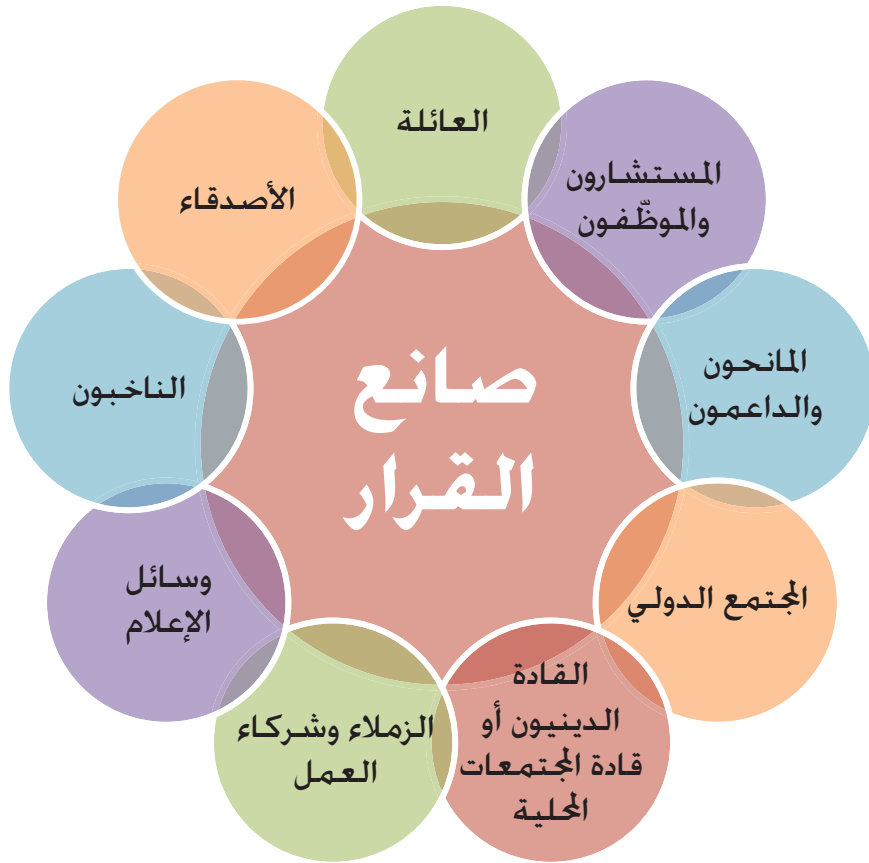 العائلة
المستشارون
والموظّفون
المانحون
والداعمون
المجتمع الدولي
القادة
الدينيون أو
قادة المجتمعات
المحلية
الزملاء وشركاء
العمل
وسائل
الإعلام
الناخبون
الأصدقاء
صانع
القرار